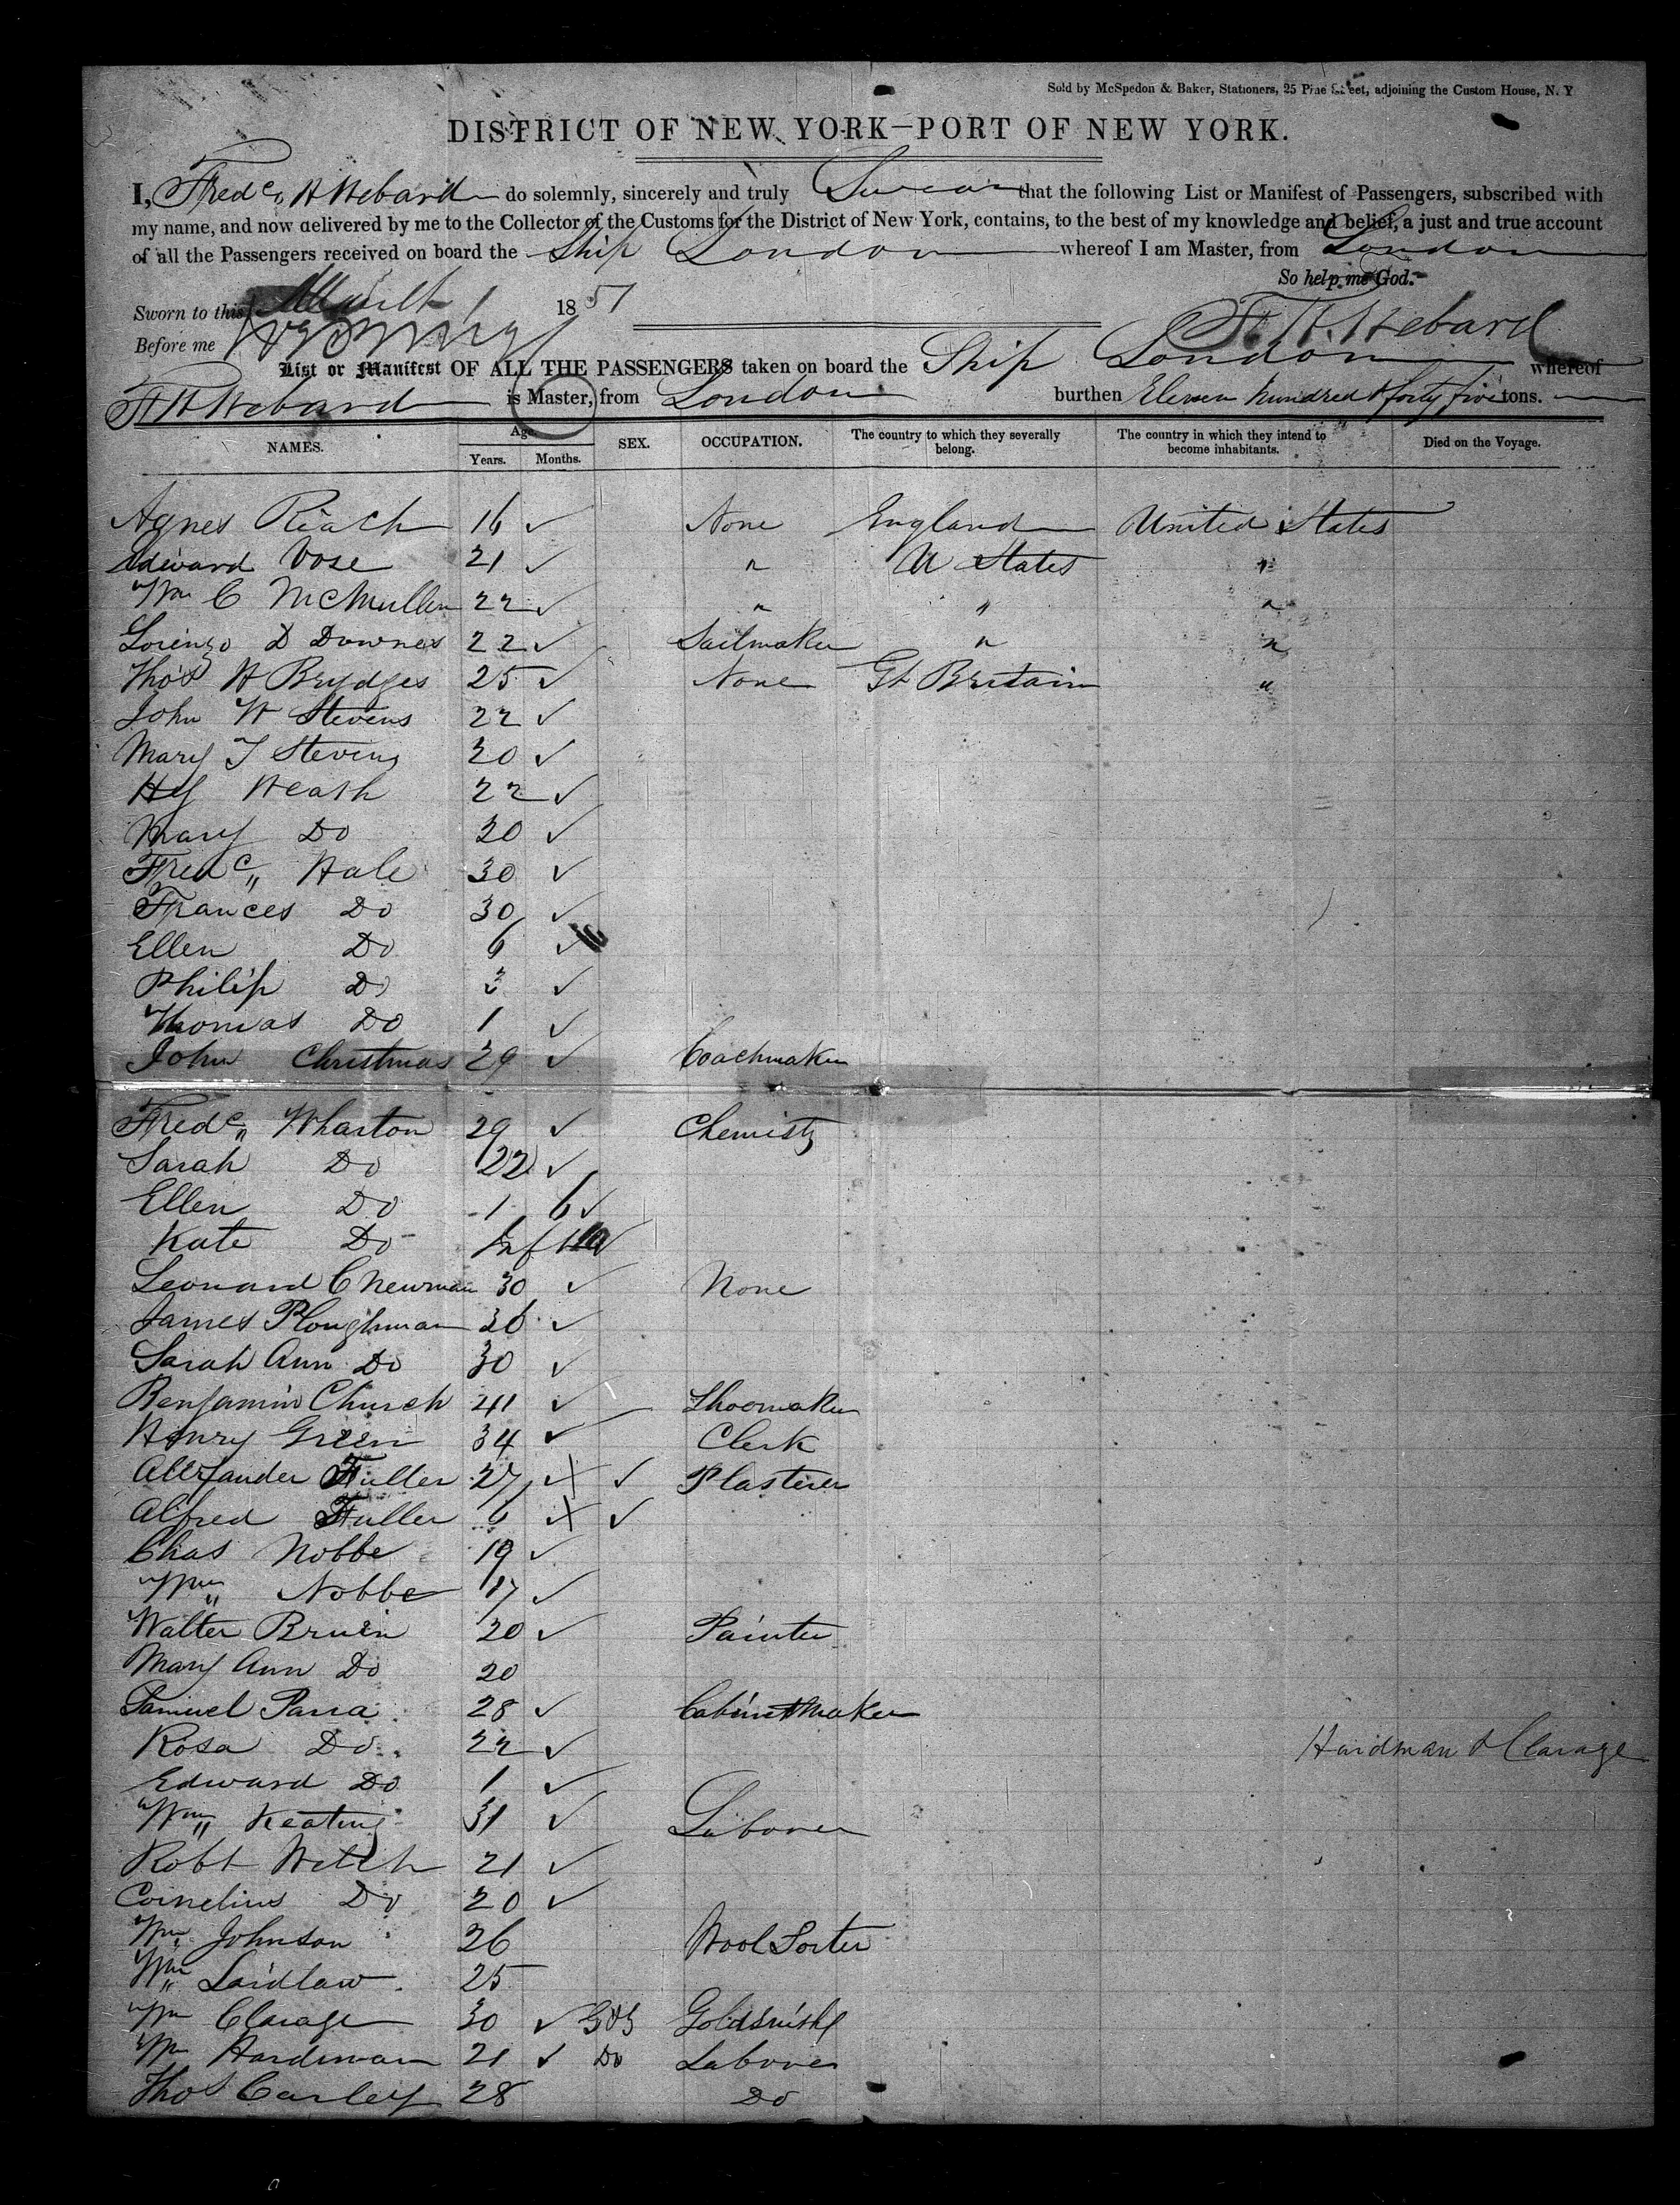 Sold by McSpedon & Baker, Stationers, 25 Pine Street, adjoining the Custom House, N. Y
DISTRICT OF NEW YORK—PORT OF NEW YORK.
I, Fredc. H Hebard do solemnly, sincerely and truly Swear that the following List or Manifest of Passengers, subscribed with
my name, and now delivered by me to the Collector of the Customs for the District of New York, contains, to the best of my knowledge and belief, a just and true account
of all the Passengers received on board the Ship London whereof I am Master, from London
So help me God.
Sworn to this 1851
F. H. Hebard
Before me
List or Manifest OF ALL THE PASSENGERS taken on board the Ship London whereof
F H Hebard is Master, from London burthen Eleven hundred & forty five tons.
NAMES. Age. Years. Months. SEX. OCCUPATION. The country to which they severally belong. The country in which they intend to become inhabitants. Died on the Voyage.
Agnes Riach 16 ✓ None England United States
Edward Vose 21 ✓ " U States "
Wm C McMullen 22 ✓ " " "
Lorenzo D Downes 22 ✓ Sailmaker " "
Thos H Brydges 25 ✓ None Gt Britain "
John W Stevens 22 ✓
Mary T Stevens 20 ✓
Hy Heath 22 ✓
Mary Do 20 ✓
Fredc. Hale 30 ✓
Frances Do 30 ✓
Ellen Do 6 ✓
Philip Do 3 ✓
Thomas Do 1 ✓
John Christmas 29 ✓ Coachmaker
Fredc. Wharton 29 ✓ Chemist
Sarah Do 22 ✓
Ellen Do 1 6 ✓
Kate Do Inf ✓
Leonard C Newman 30 ✓ None
James Ploughman 36 ✓
Sarah Ann Do 30 ✓
Benjamin Church 41 ✓ Shoemaker
Henry Green 34 ✓ Clerk
Allexander Fuller 27 X ✓ Plasterer
Alfred Fuller 6 X ✓
Chas Nobbe 19 ✓
Wm Nobbe 17 ✓
Walter Bruin 20 ✓ Painter
Mary Ann Do 20
Samuel Parra 28 ✓ Cabinetmaker
Rosa Do 22 ✓ Hardman & Clarage
Edward Do 1 ✓
Wm Keating 31 ✓ Laborer
Robt Welch 21 ✓
Cornelius Do 20 ✓
Wm Johnson 26 Wool Sorter
Wm Laidlaw 25
Wm Clarage 30 ✓ Goldsmith
Wm Hardman 21 ✓ Do Laborer
Thos Carley 28 Do